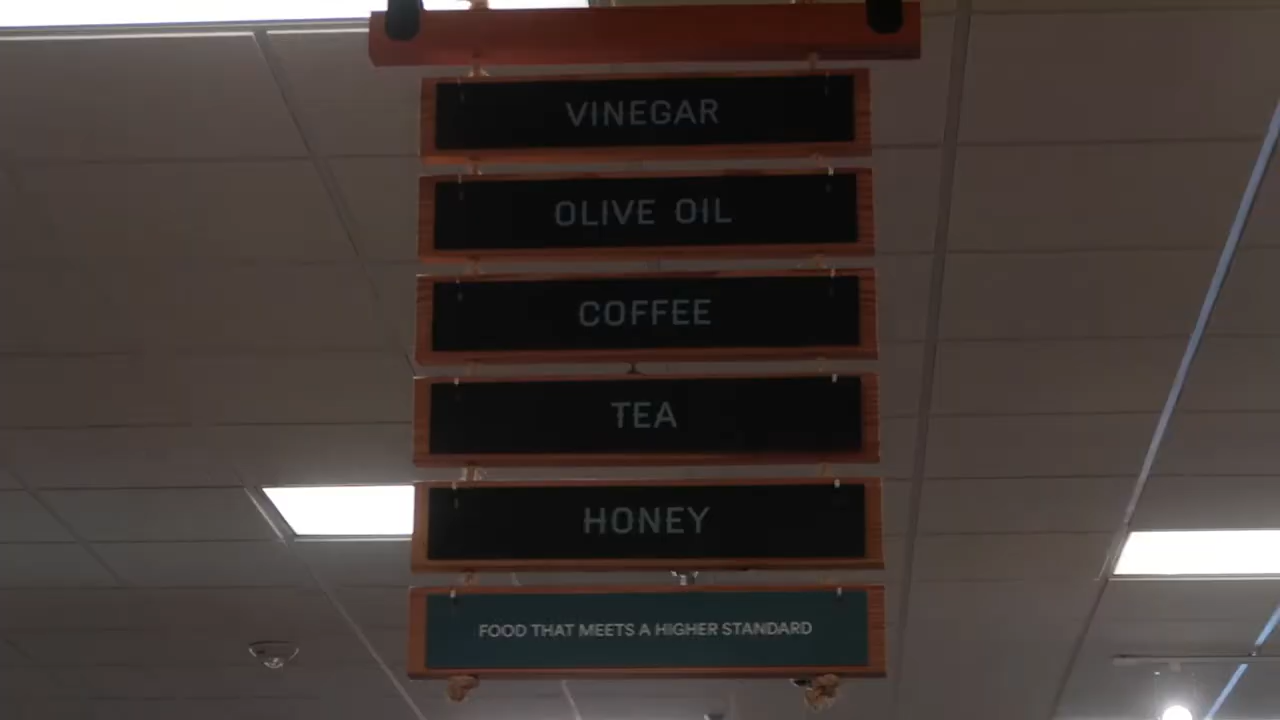 VINEGAR
OLIVE OIL
COFFEE
TEA
HONEY
FOOD THAT MEETS A HIGHER STANDARD